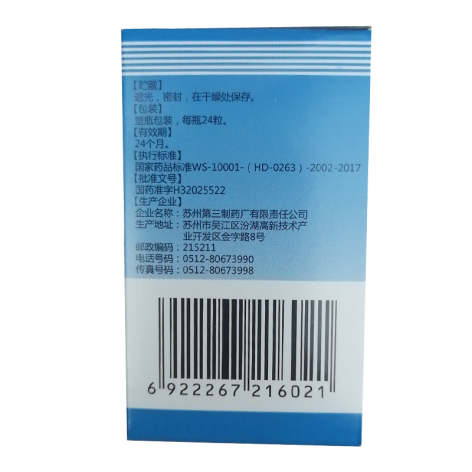 【贮藏】
遮光，密封，在干燥处保存。
【包装】
塑瓶包装，每瓶24粒。
【有效期】
24个月。
【执行标准】
国家药品标准WS-10001-（HD-0263）-2002-2017
【批准文号】
国药准字H32025522
【生产企业】
企业名称：苏州第三制药厂有限责任公司
生产地址：苏州市吴江区汾湖高新技术产
业开发区金字路8号
邮政编码：215211
电话号码：0512-80673990
传真号码：0512-80673998
6 922267 216021